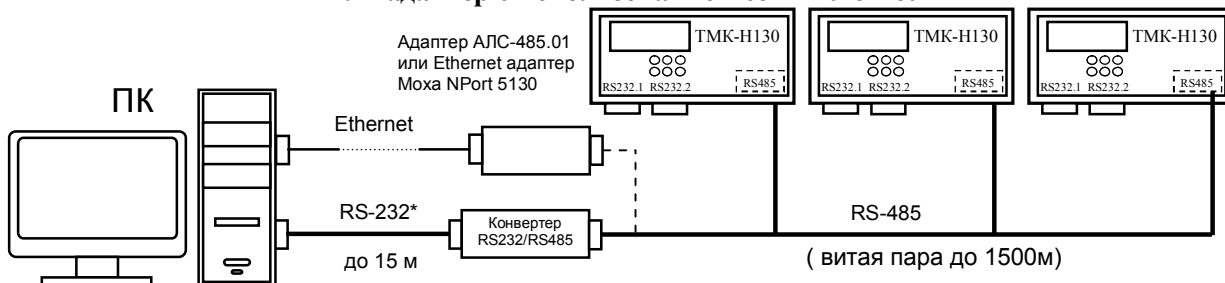 Адаптер АЛС-485.01
или Ethernet адаптер
Moxa NPort 5130
ТМК-Н130
RS232.1 RS232.2
RS485
ТМК-Н130
RS232.1 RS232.2
RS485
ТМК-Н130
RS232.1 RS232.2
RS485
ПК
Ethernet
RS-232*
до 15 м
Конвертер
RS232/RS485
RS-485
( витая пара до 1500м)